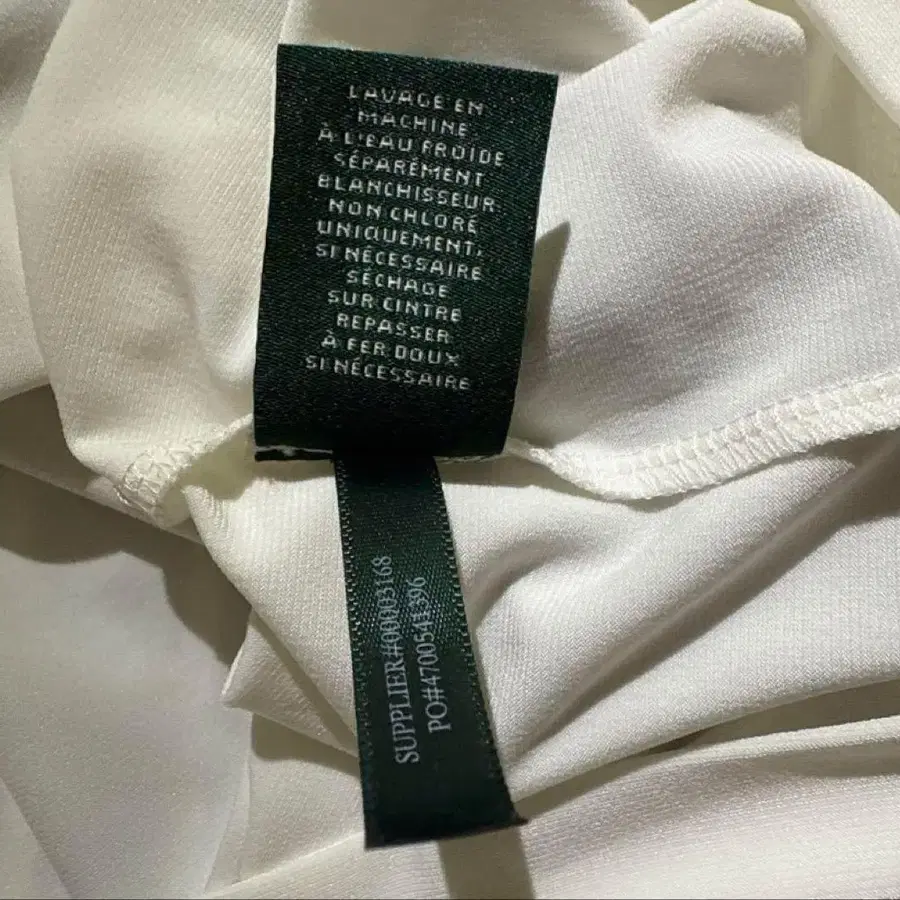 LAVAGE EN
MACHINE
À L'EAU FROIDE
SÉPARÉMENT
BLANCHISSEUR
NON CHLORÉ
UNIQUEMENT,
SI NÉCESSAIRE
SÉCHAGE
SUR CINTRE
REPASSER
À FER DOUX
SI NÉCESSAIRE
SUPPLIER#00003168
PO#4700541396